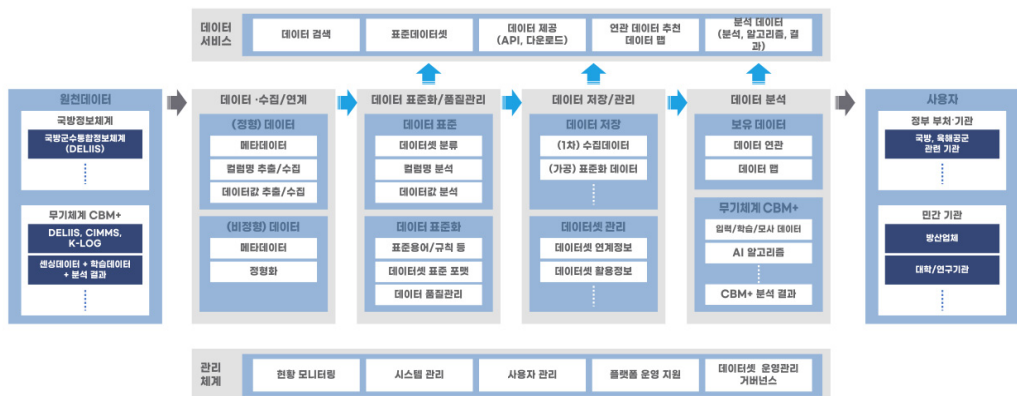 데이터
서비스
데이터 검색
표준데이터셋
데이터 제공
(API, 다운로드)
연관 데이터 추천
데이터 맵
분석 데이터
(분석, 알고리즘, 결
과)
원천데이터
국방정보체계
국방군수통합정보체계
(DELIIS)
무기체계 CBM+
DELIIS, CIMMS,
K-LOG
센싱데이터 + 학습데이터
+ 분석 결과
데이터 ·수집/연계
(정형) 데이터
메타데이터
컬럼명 추출/수집
데이터값 추출/수집
(비정형) 데이터
메타데이터
정형화
데이터 표준화/품질관리
데이터 표준
데이터셋 분류
컬럼명 분석
데이터값 분석
데이터 표준화
표준용어/규칙 등
데이터셋 표준 포맷
데이터 품질관리
데이터 저장/관리
데이터 저장
(1차) 수집데이터
(가공) 표준화 데이터
데이터셋 관리
데이터셋 연계정보
데이터셋 활용정보
데이터 분석
보유 데이터
데이터 연관
데이터 맵
무기체계 CBM+
입력/학습/모사 데이터
AI 알고리즘
CBM+ 분석 결과
사용자
정부 부처·기관
국방, 육해공군
관련 기관
민간 기관
방산업체
대학/연구기관
관리
체계
현황 모니터링
시스템 관리
사용자 관리
플랫폼 운영 지원
데이터셋 운영관리
거버넌스